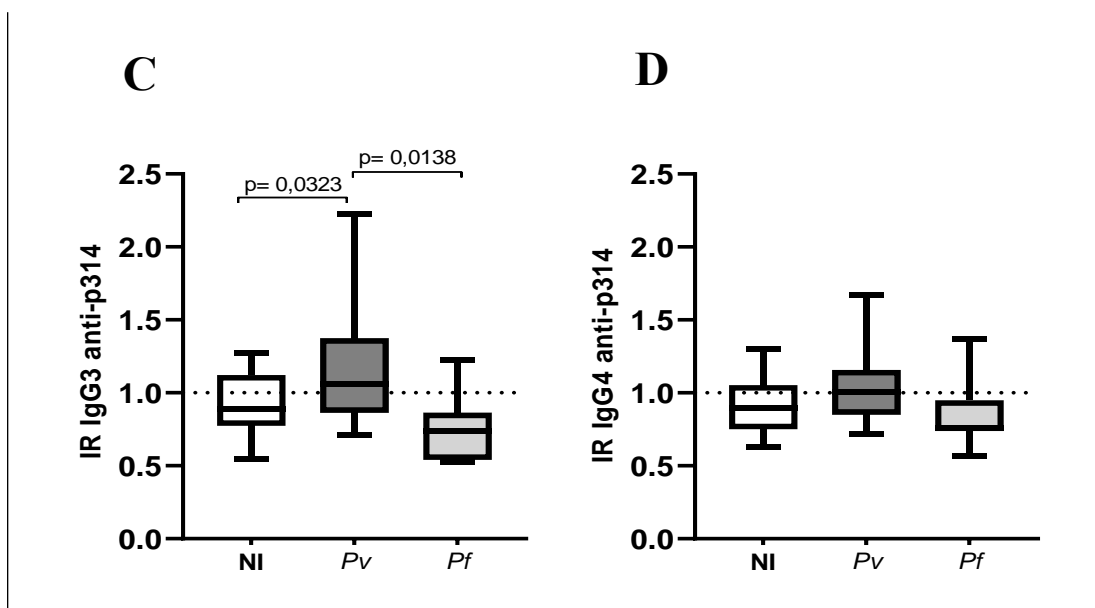 C
p= 0,0138
p= 0,0323
2.5
2.0
1.5
1.0
0.5
0.0
IR IgG3 anti-p314
NI
Pv
Pf
D
2.5
2.0
1.5
1.0
0.5
0.0
IR IgG4 anti-p314
NI
Pv
Pf